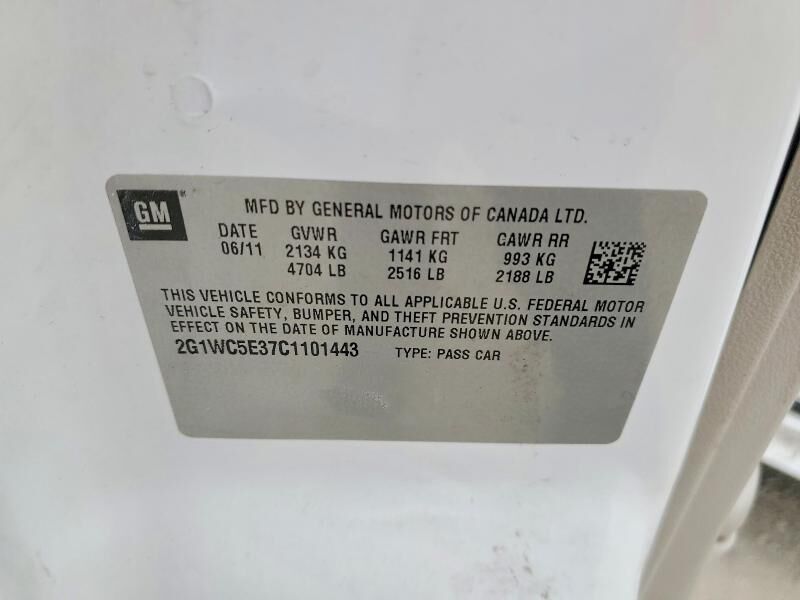 GM
MFD BY GENERAL MOTORS OF CANADA LTD.
DATE GVWR GAWR FRT GAWR RR
06/11 2134 KG 1141 KG 993 KG
4704 LB 2516 LB 2188 LB
THIS VEHICLE CONFORMS TO ALL APPLICABLE U.S. FEDERAL MOTOR
VEHICLE SAFETY, BUMPER, AND THEFT PREVENTION STANDARDS IN
EFFECT ON THE DATE OF MANUFACTURE SHOWN ABOVE.
2G1WC5E37C1101443 TYPE: PASS CAR